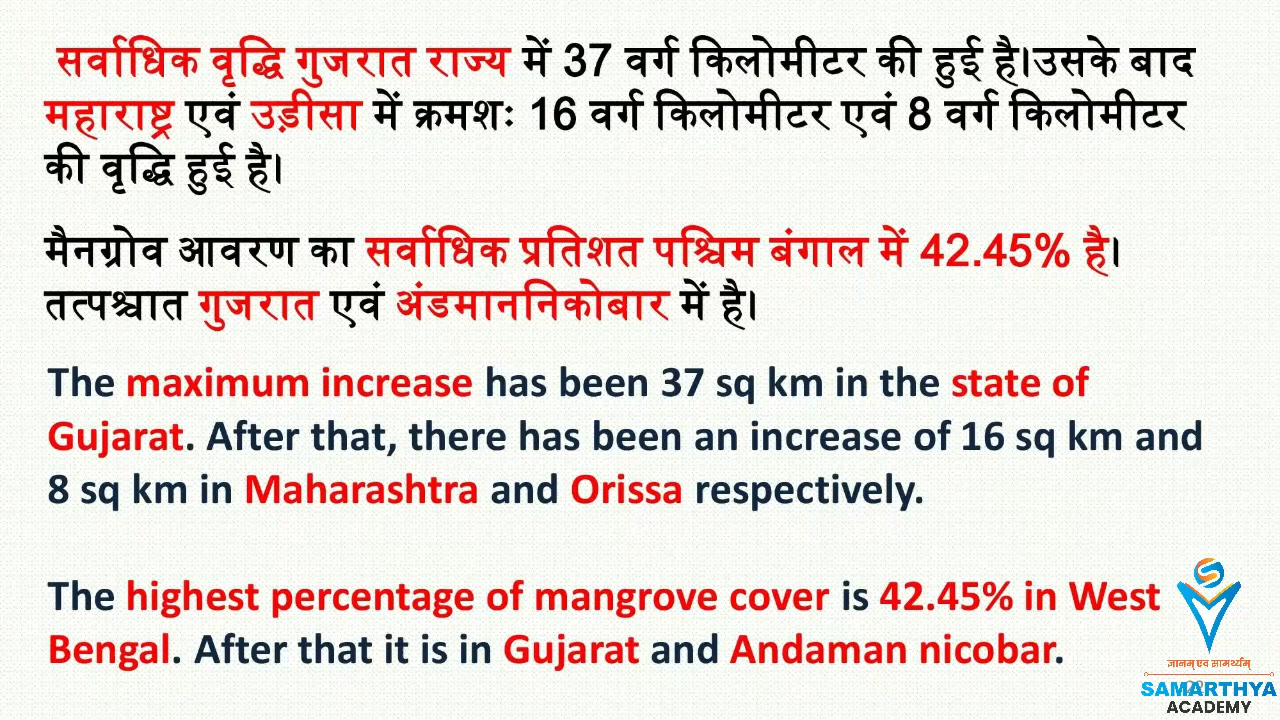 सर्वाधिक वृद्धि गुजरात राज्य में 37 वर्ग किलोमीटर की हुई है।उसके बाद
महाराष्ट्र एवं उड़ीसा में क्रमशः 16 वर्ग किलोमीटर एवं 8 वर्ग किलोमीटर
की वृद्धि हुई है।
मैनग्रोव आवरण का सर्वाधिक प्रतिशत पश्चिम बंगाल में 42.45% है।
तत्पश्चात गुजरात एवं अंडमाननिकोबार में है।
The maximum increase has been 37 sq km in the state of
Gujarat. After that, there has been an increase of 16 sq km and
8 sq km in Maharashtra and Orissa respectively.
The highest percentage of mangrove cover is 42.45% in West
Bengal. After that it is in Gujarat and Andaman nicobar.
ज्ञानम् एव सामर्थ्यम्
SAMARTHYA
ACADEMY